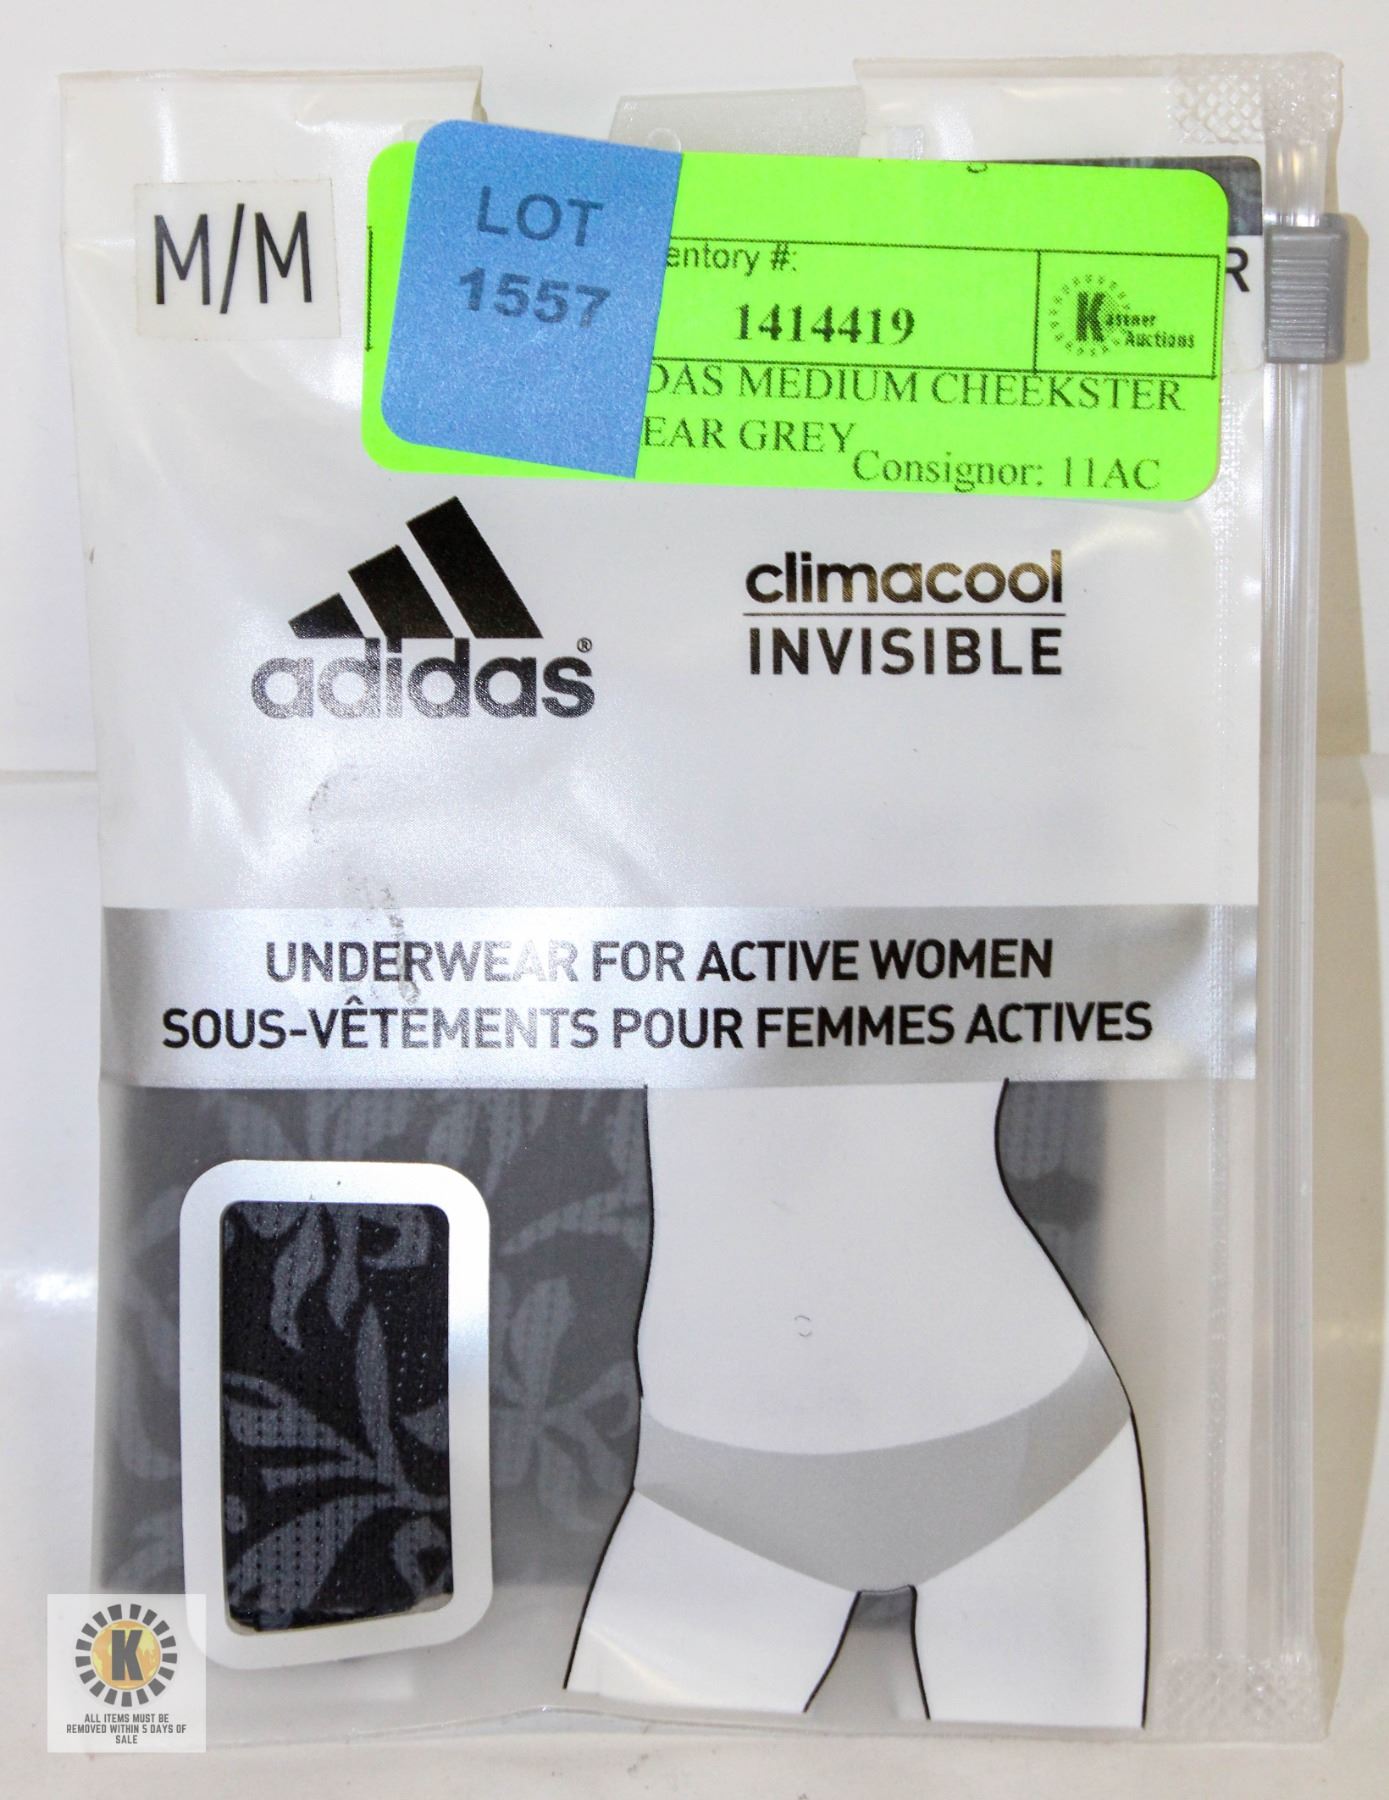 M/M
LOT
1557
entory #:
1414419
Kastner
Auctions
DAS MEDIUM CHEEKSTER
EAR GREY
Consignor: 11AC
R
adidas®
climacool
INVISIBLE
UNDERWEAR FOR ACTIVE WOMEN
SOUS-VÊTEMENTS POUR FEMMES ACTIVES
K
ALL ITEMS MUST BE
REMOVED WITHIN 5 DAYS OF
SALE